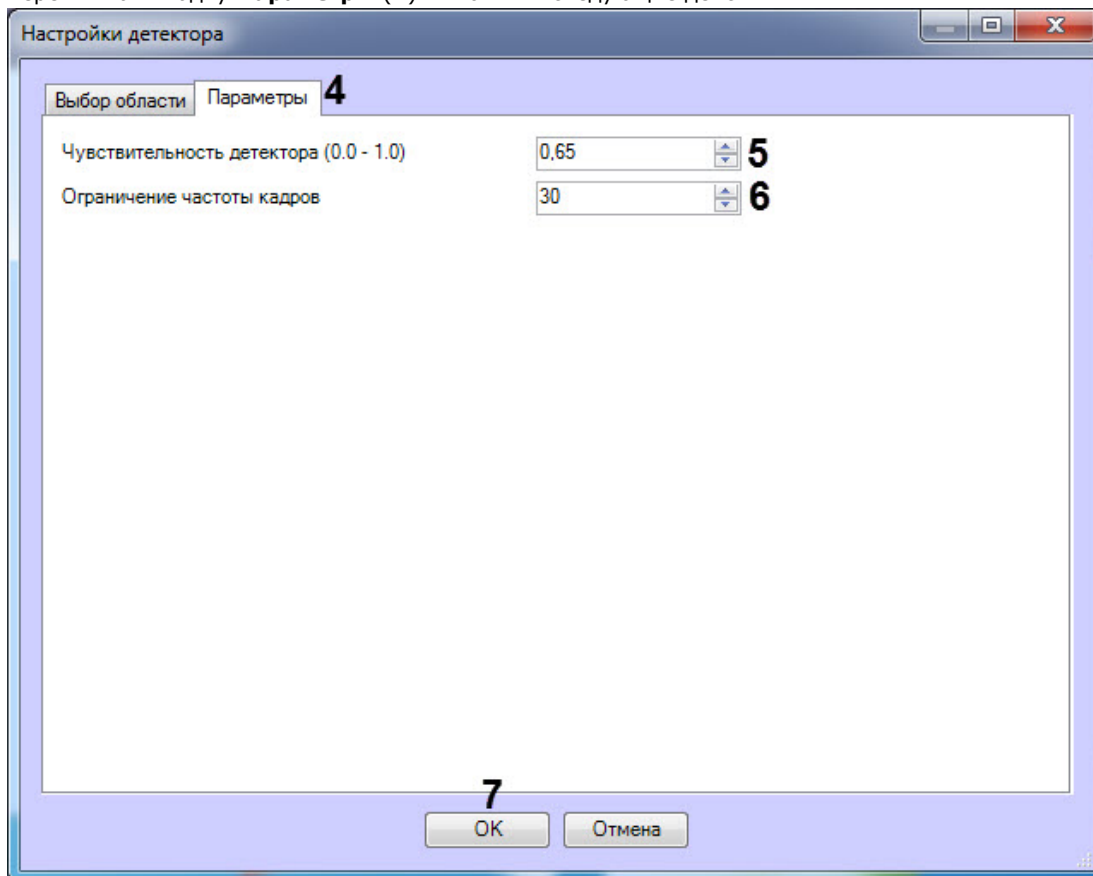 Настройки детектора
Выбор области Параметры 4
Чувствительность детектора (0.0 - 1.0) 0,65 5
Ограничение частоты кадров 30 6
7
OK Отмена